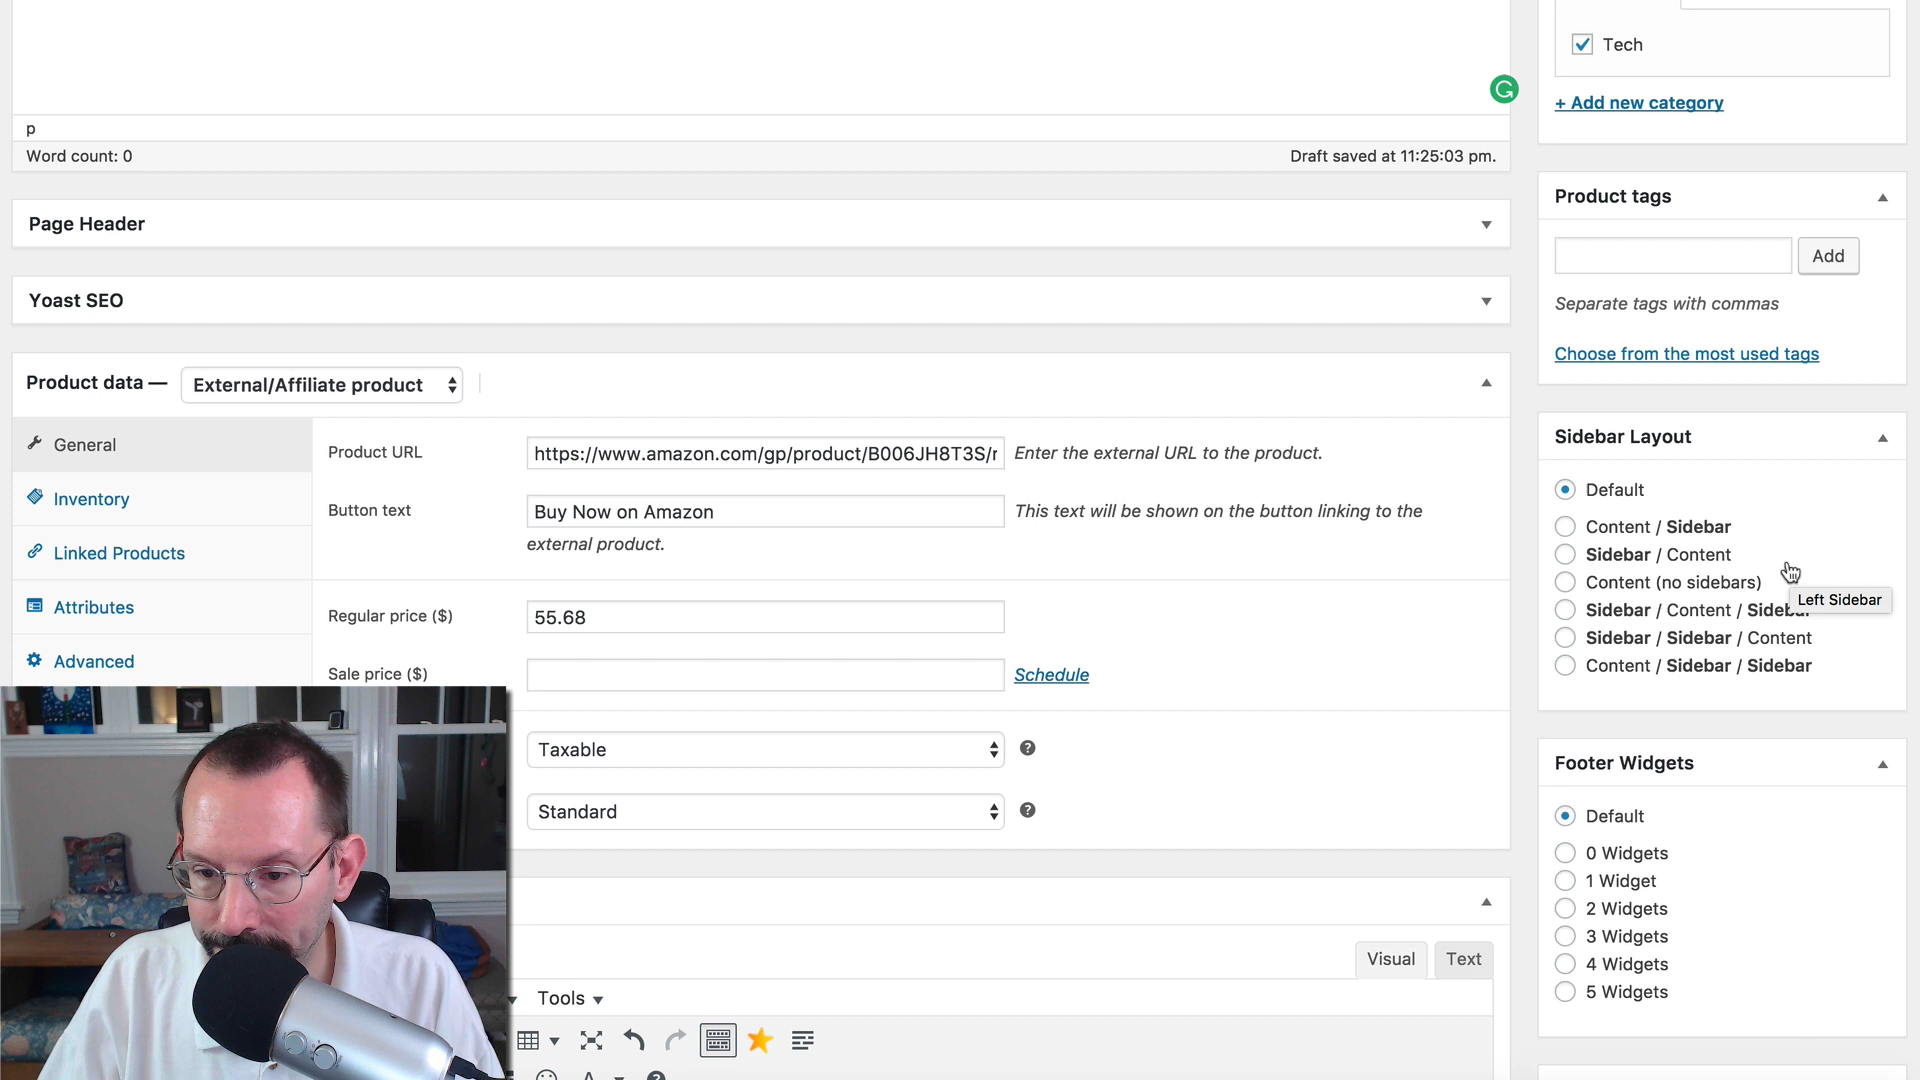 Tech
+ Add new category
p
Word count: 0
Draft saved at 11:25:03 pm.
Page Header
Yoast SEO
Product tags
Add
Separate tags with commas
Choose from the most used tags
Product data — External/Affiliate product
General
Inventory
Linked Products
Attributes
Advanced
Product URL
https://www.amazon.com/gp/product/B006JH8T3S/r
Enter the external URL to the product.
Button text
Buy Now on Amazon
This text will be shown on the button linking to the
external product.
Regular price ($)
55.68
Sale price ($)
Schedule
Taxable
Standard
Visual
Text
Tools
Sidebar Layout
Default
Content / Sidebar
Sidebar / Content
Content (no sidebars)
Left Sidebar
Sidebar / Content / Sidebar
Sidebar / Sidebar / Content
Content / Sidebar / Sidebar
Footer Widgets
Default
0 Widgets
1 Widget
2 Widgets
3 Widgets
4 Widgets
5 Widgets